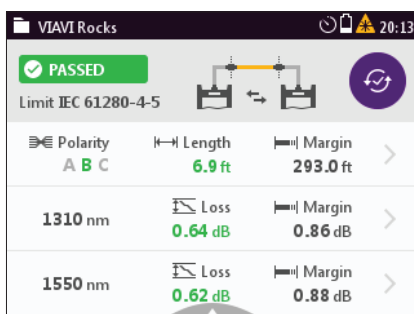 VIAVI Rocks 20:13
PASSED
Limit IEC 61280-4-5
Polarity Length Margin
A B C 6.9 ft 293.0 ft
Loss Margin
1310 nm
0.64 dB 0.86 dB
Loss Margin
1550 nm
0.62 dB 0.88 dB